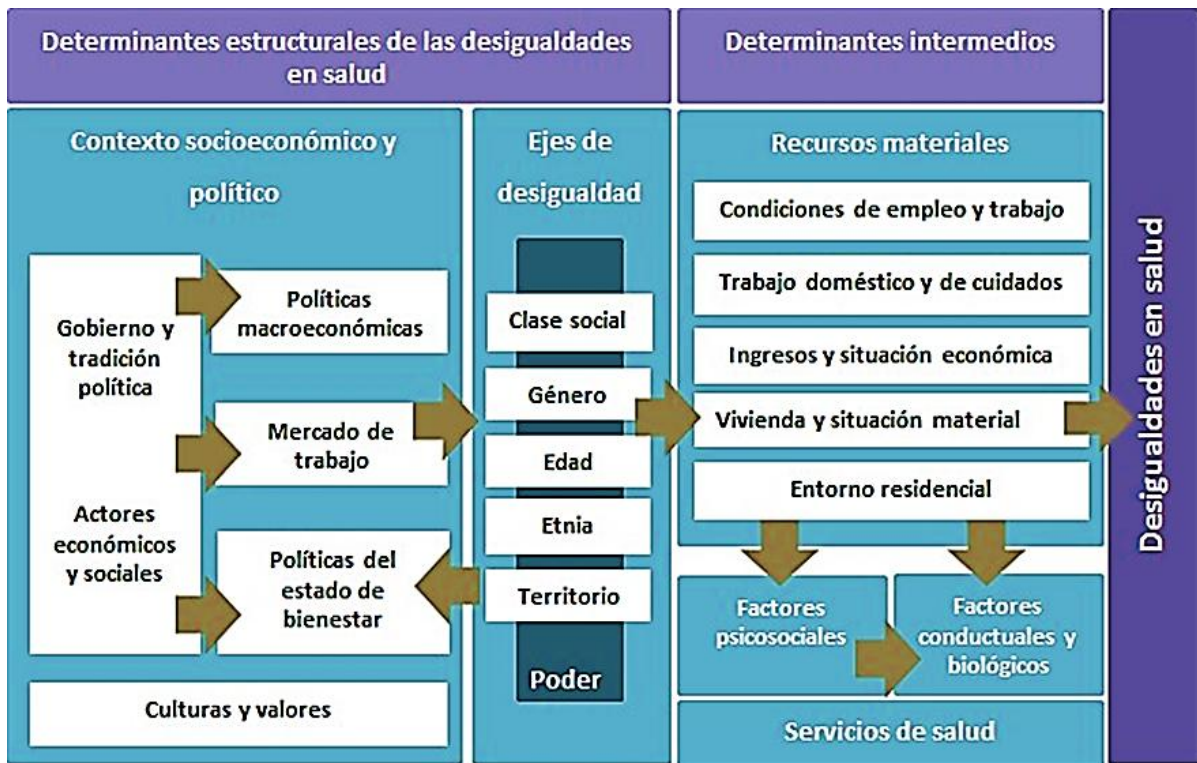 Determinantes estructurales de las desigualdades
en salud
Determinantes intermedios
Contexto socioeconómico y
político
Gobierno y
tradición
política
Actores
económicos
y sociales
Políticas
macroeconómicas
Mercado de
trabajo
Políticas del
estado de
bienestar
Culturas y valores
Ejes de
desigualdad
Clase social
Género
Edad
Etnia
Territorio
Poder
Recursos materiales
Condiciones de empleo y trabajo
Trabajo doméstico y de cuidados
Ingresos y situación económica
Vivienda y situación material
Entorno residencial
Factores
psicosociales
Factores
conductuales y
biológicos
Servicios de salud
Desigualdades en salud